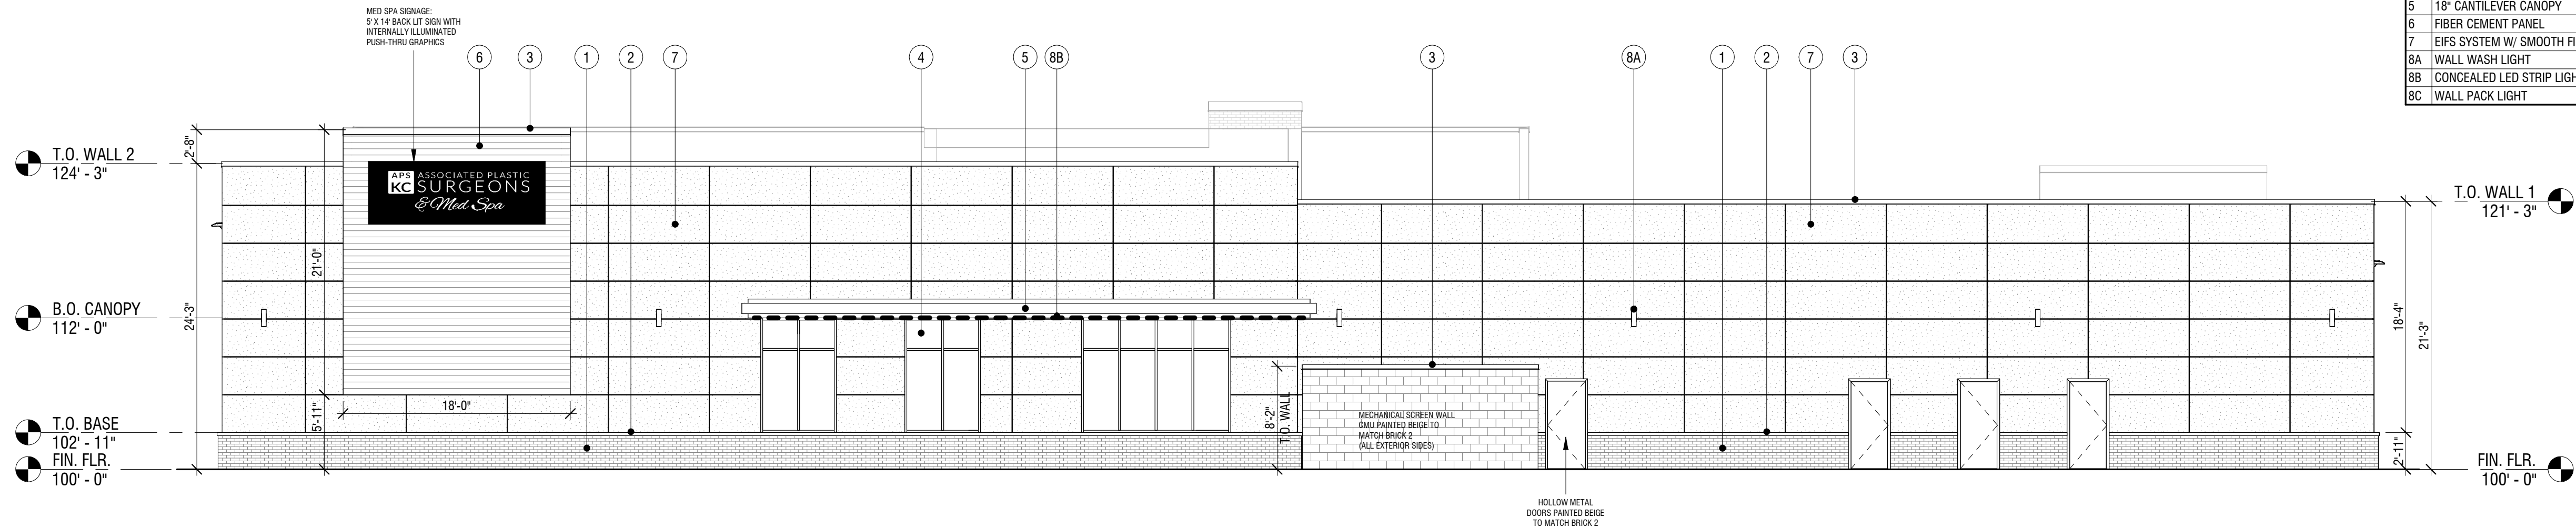 MED SPA SIGNAGE:
5' X 14' BACK LIT SIGN WITH
INTERNALLY ILLUMINATED
PUSH-THRU GRAPHICS
5 18" CANTILEVER CANOPY
6 FIBER CEMENT PANEL
7 EIFS SYSTEM W/ SMOOTH FI
8A WALL WASH LIGHT
8B CONCEALED LED STRIP LIGH
8C WALL PACK LIGHT
6 3 1 2 7 4 5 8B 3 8A 1 2 7 3
T.O. WALL 2
124' - 3"
B.O. CANOPY
112' - 0"
T.O. BASE
102' - 11"
FIN. FLR.
100' - 0"
2'-8"
24'-3"
21'-0"
5'-11"
18'-0"
APS
KC
ASSOCIATED PLASTIC
SURGEONS
& Med Spa
8'-2"
T.O. WALL
MECHANICAL SCREEN WALL
CMU PAINTED BEIGE TO
MATCH BRICK 2
(ALL EXTERIOR SIDES)
HOLLOW METAL
DOORS PAINTED BEIGE
TO MATCH BRICK 2
18'-4"
21'-3"
2'-11"
T.O. WALL 1
121' - 3"
FIN. FLR.
100' - 0"